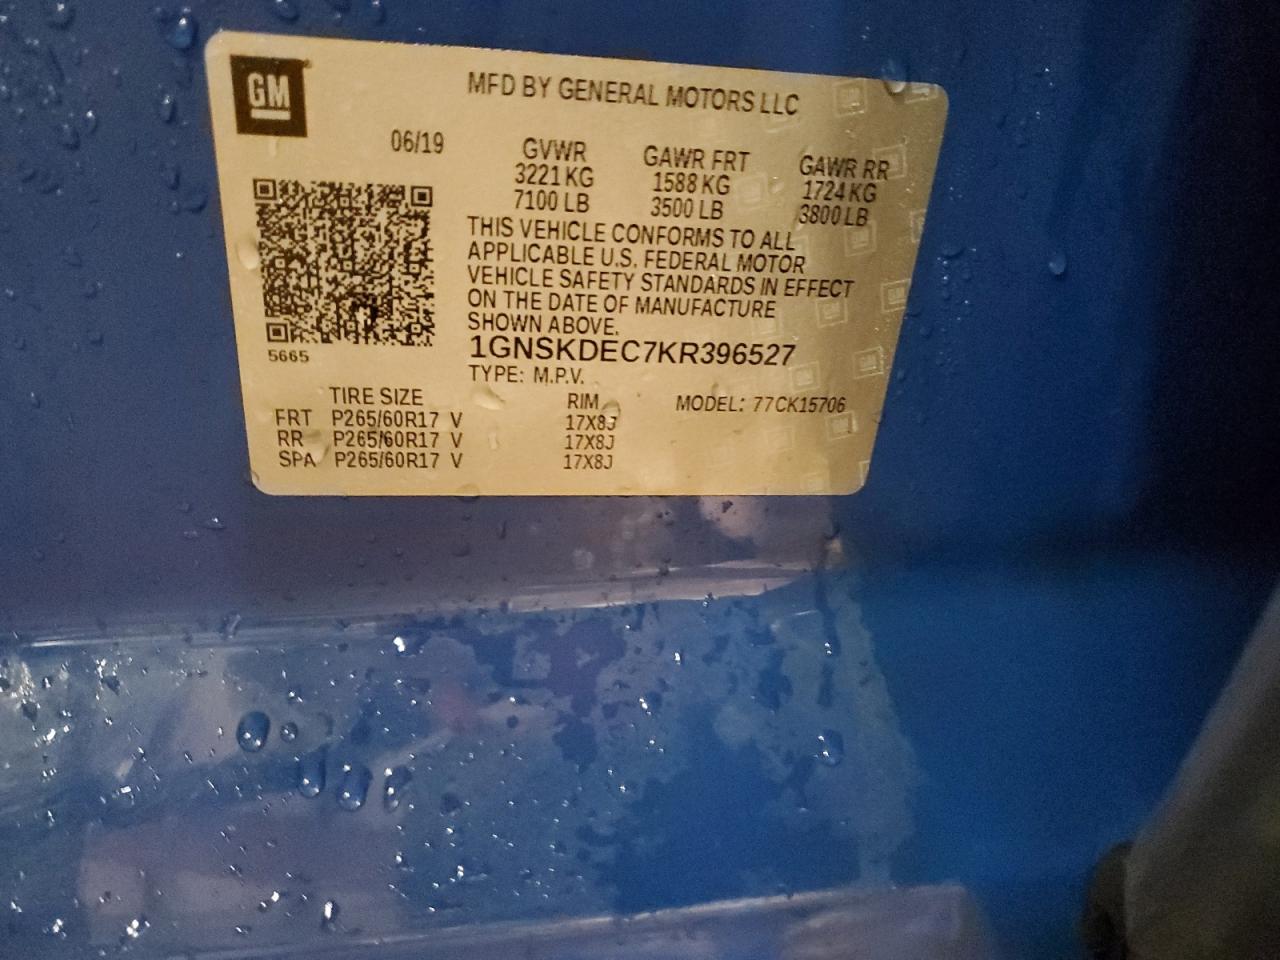 GM
MFD BY GENERAL MOTORS LLC
06/19
GVWR GAWR FRT GAWR RR
3221 KG 1588 KG 1724 KG
7100 LB 3500 LB 3800 LB
THIS VEHICLE CONFORMS TO ALL
APPLICABLE U.S. FEDERAL MOTOR
VEHICLE SAFETY STANDARDS IN EFFECT
ON THE DATE OF MANUFACTURE
SHOWN ABOVE.
5665
1GNSKDEC7KR396527
TYPE: M.P.V.
TIRE SIZE RIM MODEL: 77CK15706
FRT P265/60R17 V 17X8J
RR P265/60R17 V 17X8J
SPA P265/60R17 V 17X8J